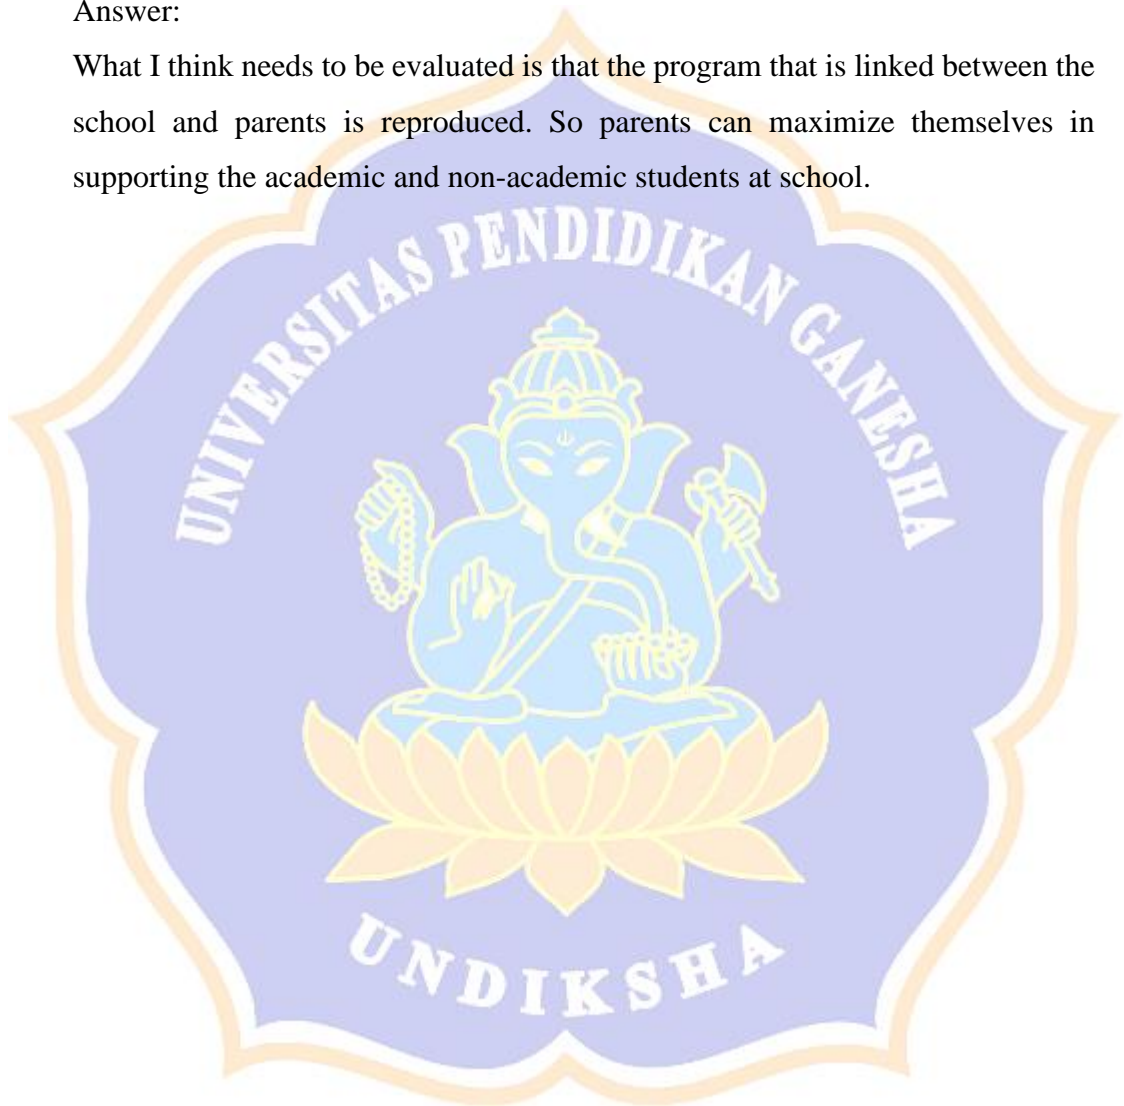 Answer:
What I think needs to be evaluated is that the program that is linked between the
school and parents is reproduced. So parents can maximize themselves in
supporting the academic and non-academic students at school.
UNIVERSITAS PENDIDIKAN GANESHA
UNDIKSHA